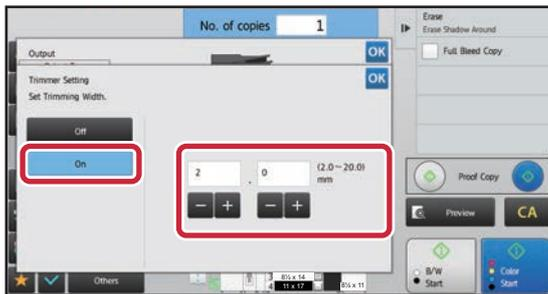 No. of copies 1
Output
OK
Trimmer Setting
OK
Set Trimming Width.
Off
On
2 . 0 (2.0~20.0)
mm
Others
3 8½ x 14
4 11 x 17
8½ x 11
Erase
Erase Shadow Around
Full Bleed Copy
Proof Copy
Preview
CA
B/W
Start
Color
Start